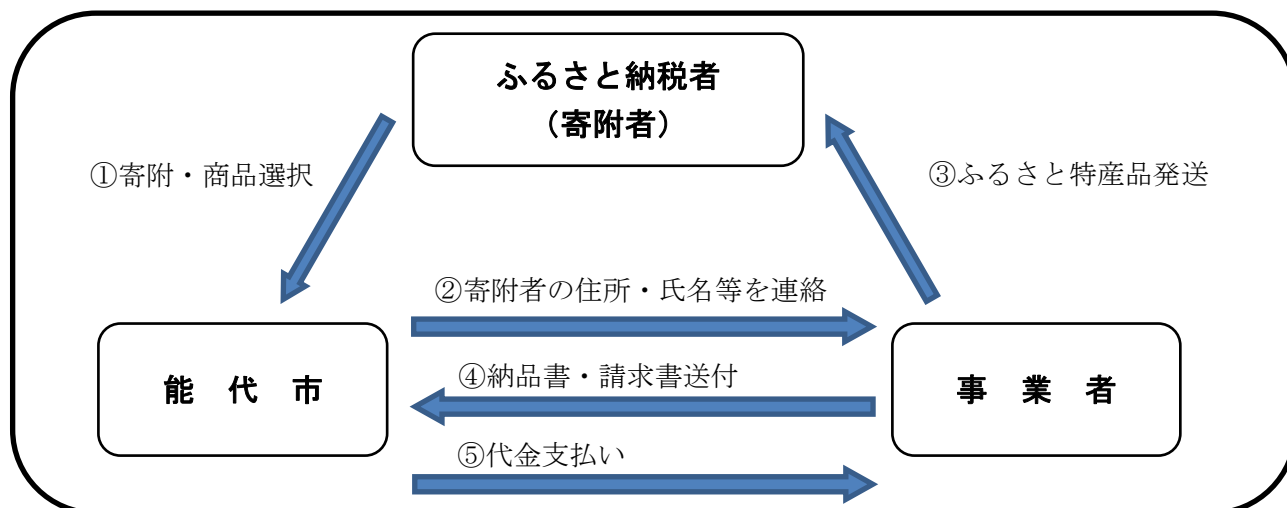 ふるさと納税者
（寄附者）
①寄附・商品選択
③ふるさと特産品発送
②寄附者の住所・氏名等を連絡
能　代　市
④納品書・請求書送付
事　業　者
⑤代金支払い